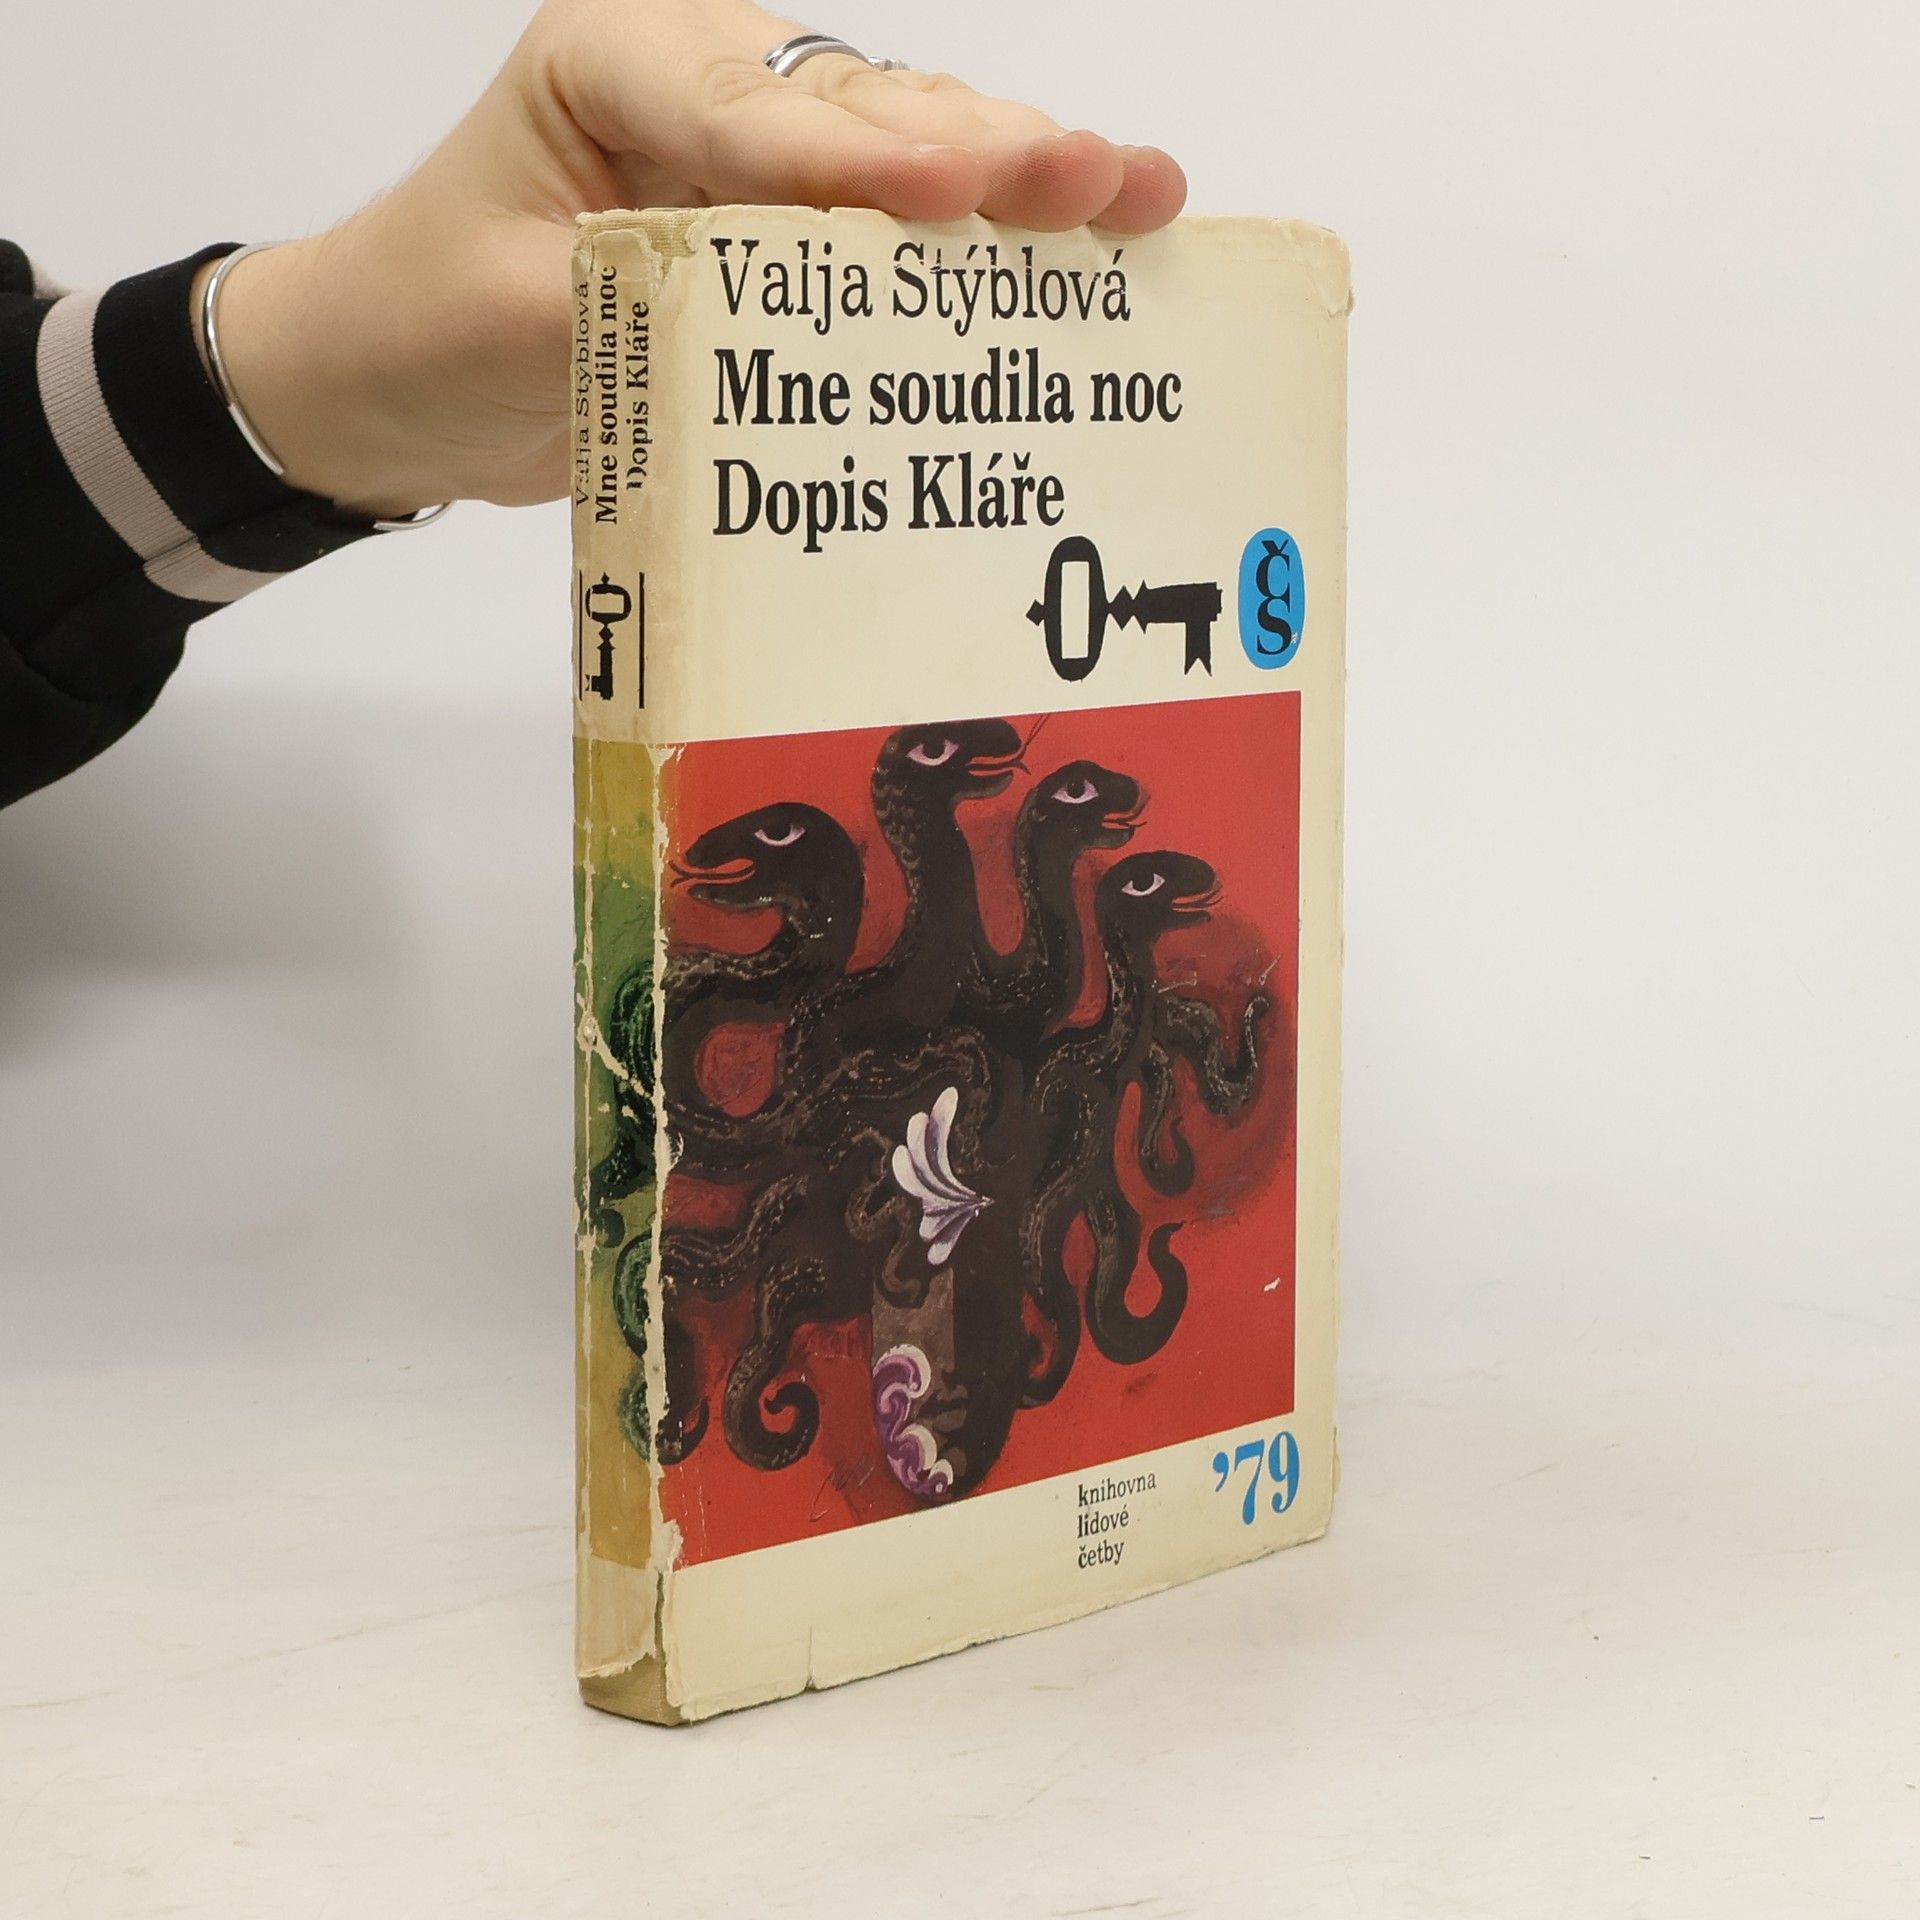 Valja Stýblová
Mne soudila noc
Dopis Kláře
Valja Stýblová
Mne soudila noc
Dopis Kláře
ČS
knihovna
lidové
četby
’79